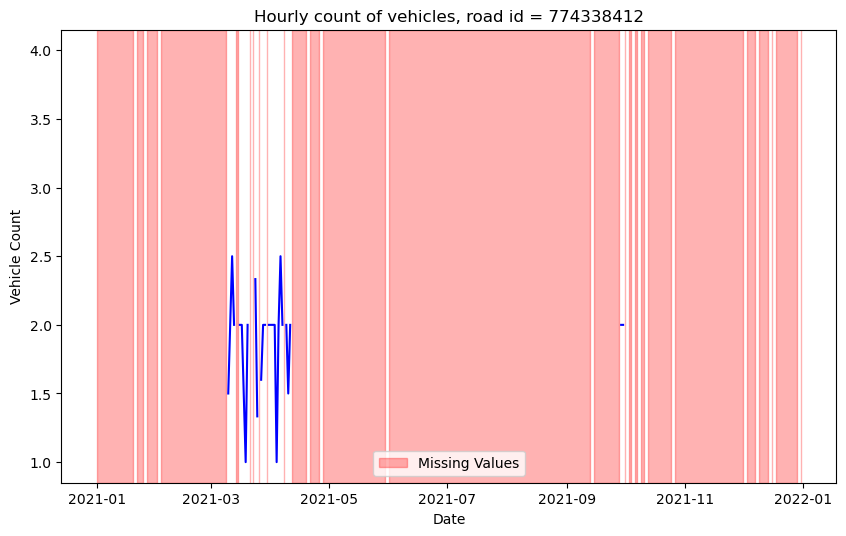 Hourly count of vehicles, road id = 774338412
4.0
3.5
3.0
2.5
2.0
1.5
1.0
Vehicle Count
Missing Values
2021-01 2021-03 2021-05 2021-07 2021-09 2021-11 2022-01
Date